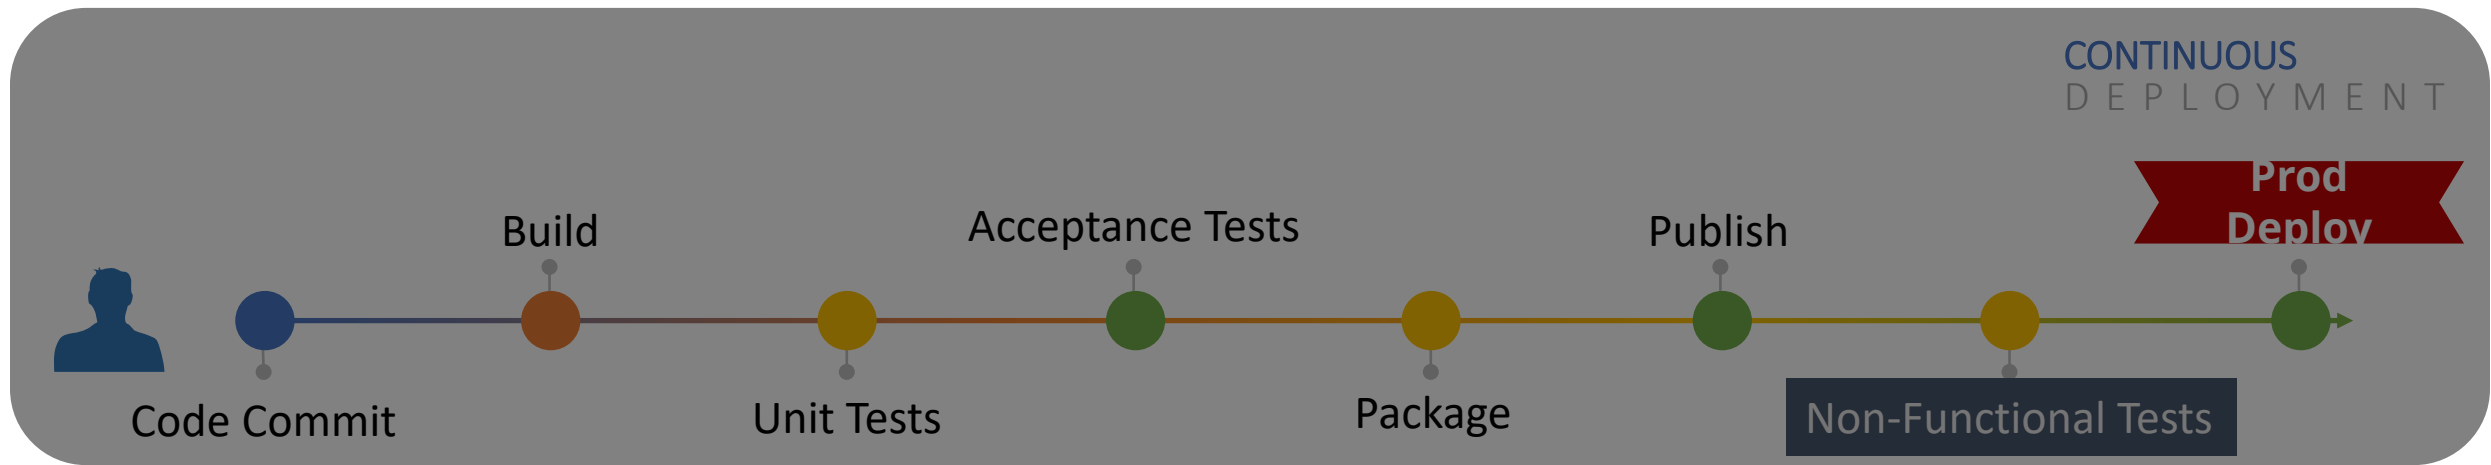 CONTINUOUS
DEPLOYMENT
Prod
Deploy
Build
Acceptance Tests
Publish
Code Commit
Unit Tests
Package
Non-Functional Tests